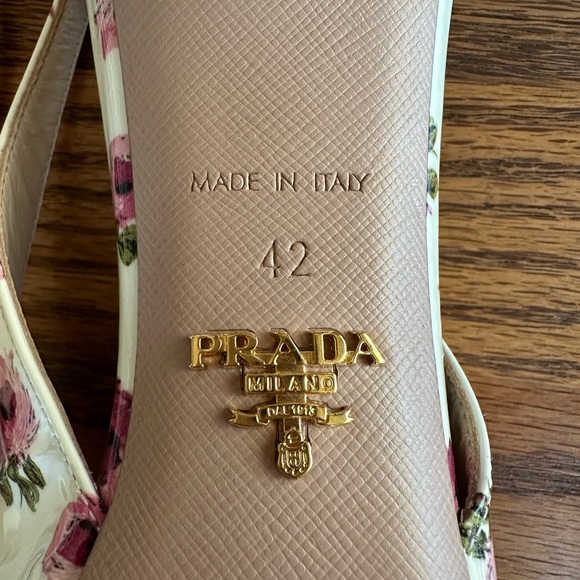 MADE IN ITALY
42
PRADA
MILANO
DAL 1913